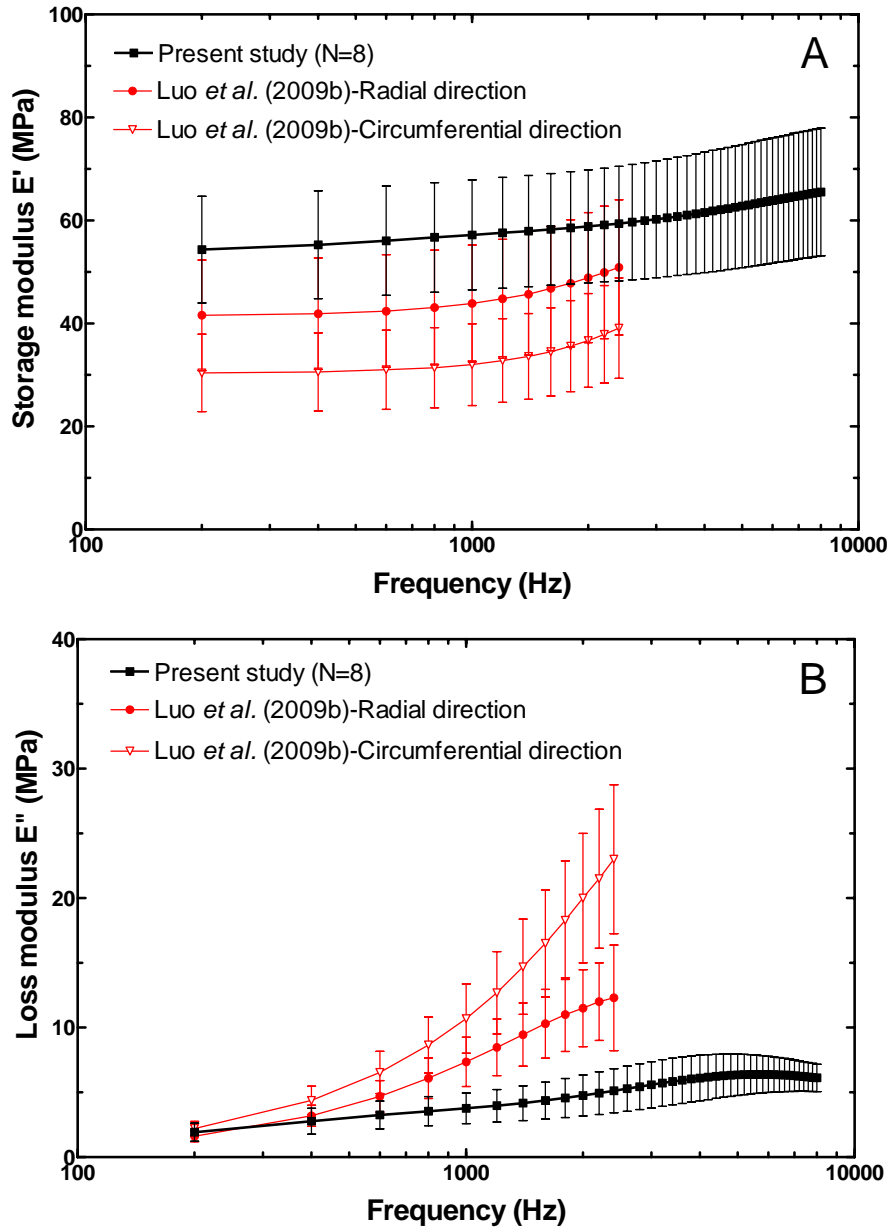 A
Present study (N=8)
Luo et al. (2009b)-Radial direction
Luo et al. (2009b)-Circumferential direction
Storage modulus E' (MPa)
100
80
60
40
20
0
100
1000
10000
Frequency (Hz)
B
Present study (N=8)
Luo et al. (2009b)-Radial direction
Luo et al. (2009b)-Circumferential direction
Loss modulus E" (MPa)
40
30
20
10
0
100
1000
10000
Frequency (Hz)